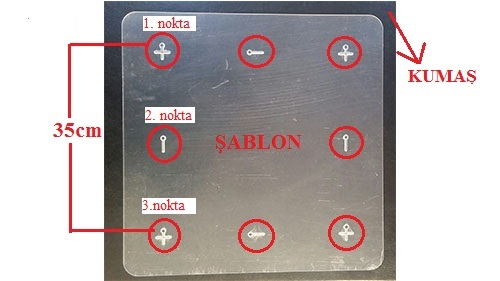 1. nokta
KUMAŞ
35cm
2. nokta
ŞABLON
3.nokta